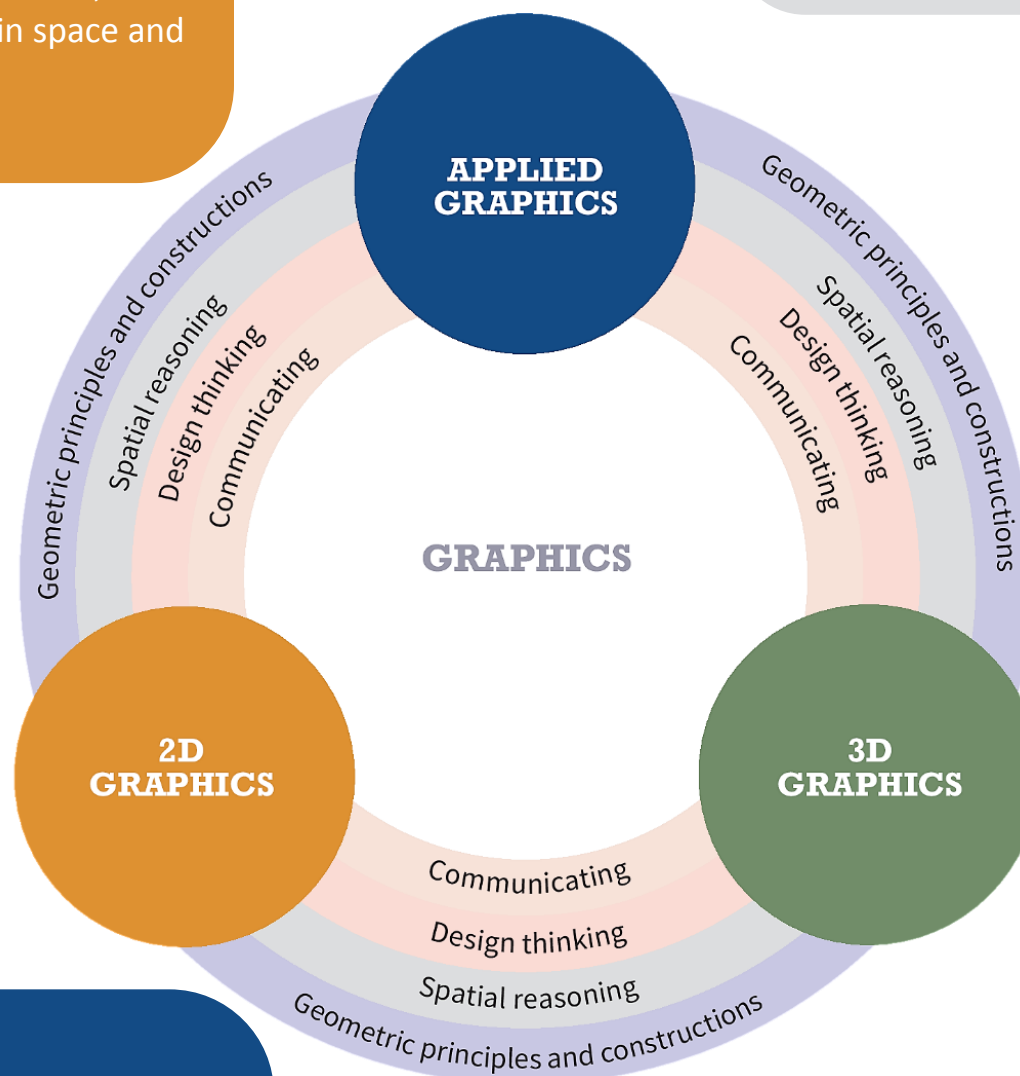 in space and
APPLIED
GRAPHICS
Geometric principles and constructions
Spatial reasoning
Design thinking
Communicating
Geometric principles and constructions
Spatial reasoning
Design thinking
Communicating
GRAPHICS
2D
GRAPHICS
3D
GRAPHICS
Communicating
Design thinking
Spatial reasoning
Geometric principles and constructions